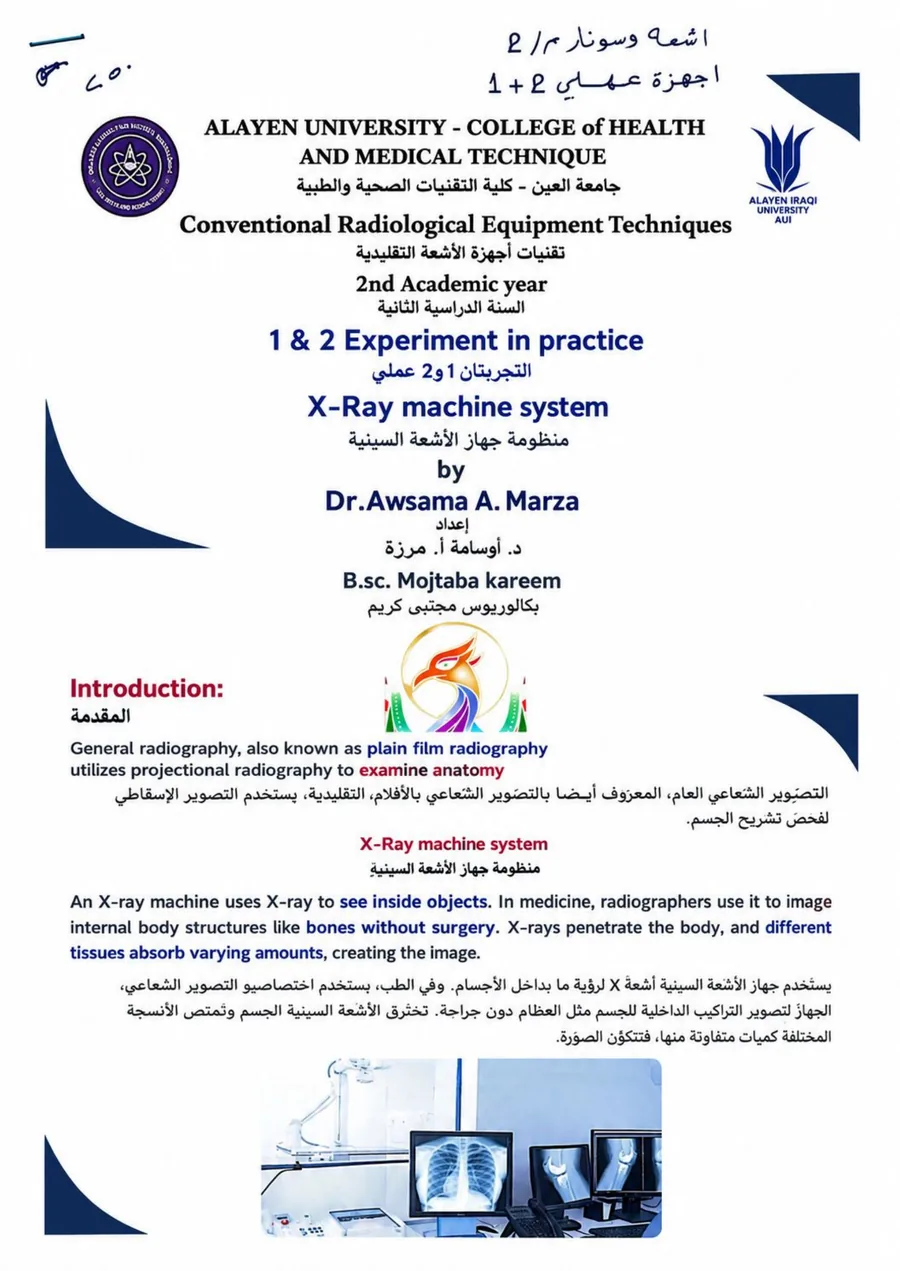 اشعة وسونار م/2
اجهزة عملي 1+2
ALAYEN UNIVERSITY - COLLEGE of HEALTH
AND MEDICAL TECHNIQUE
جامعة العين - كلية التقنيات الصحية والطبية
ALAYEN IRAQI
UNIVERSITY
AUI
Conventional Radiological Equipment Techniques
تقنيات أجهزة الأشعة التقليدية
2nd Academic year
السنة الدراسية الثانية
1 & 2 Experiment in practice
التجربتان 1 و2 عملي
X-Ray machine system
منظومة جهاز الأشعة السينية
by
Dr.Awsama A. Marza
إعداد
د. أوسامة أ. مرزة
B.sc. Mojtaba kareem
بكالوريوس مجتبى كريم
Introduction:
المقدمة
General radiography, also known as plain film radiography
utilizes projectional radiography to examine anatomy
التصوير الشعاعي العام، المعروف أيضا بالتصوير الشعاعي بالأفلام، التقليدية، يستخدم التصوير الإسقاطي
لفحص تشريح الجسم.
X-Ray machine system
منظومة جهاز الأشعة السينية
An X-ray machine uses X-ray to see inside objects. In medicine, radiographers use it to image
internal body structures like bones without surgery. X-rays penetrate the body, and different
tissues absorb varying amounts, creating the image.
يستخدم جهاز الأشعة السينية أشعة X لرؤية ما بداخل الأجسام. وفي الطب، يستخدم اختصاصيو التصوير الشعاعي،
الجهاز لتصوير التراكيب الداخلية للجسم مثل العظام دون جراحة. تخترق الأشعة السينية الجسم وتمتص الأنسجة
المختلفة كميات متفاوتة منها، فتتكون الصورة.